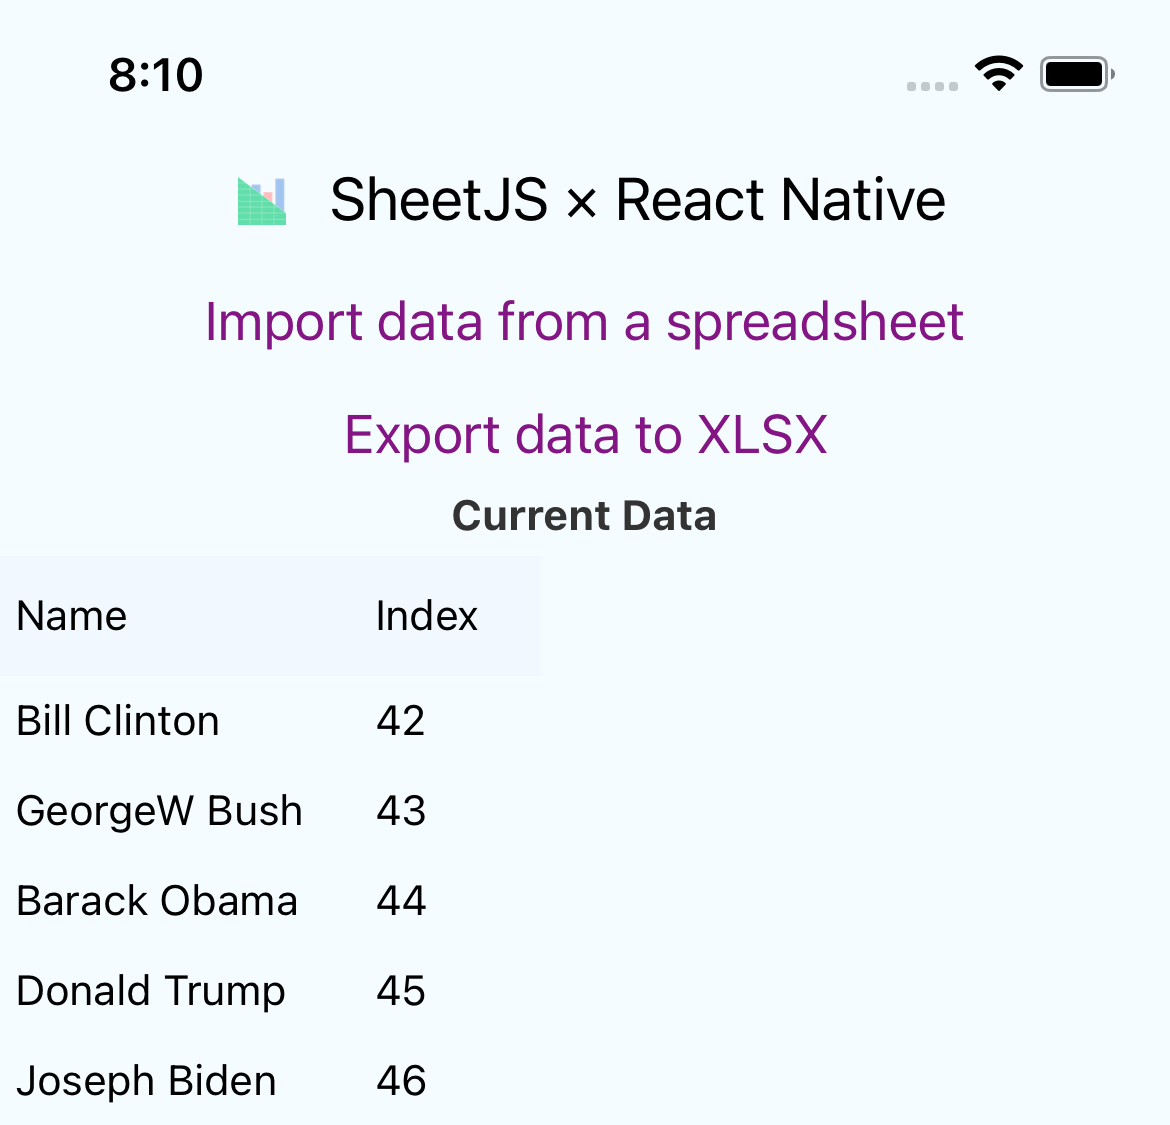 8:10
SheetJS × React Native
Import data from a spreadsheet
Export data to XLSX
Current Data
Name Index
Bill Clinton 42
GeorgeW Bush 43
Barack Obama 44
Donald Trump 45
Joseph Biden 46